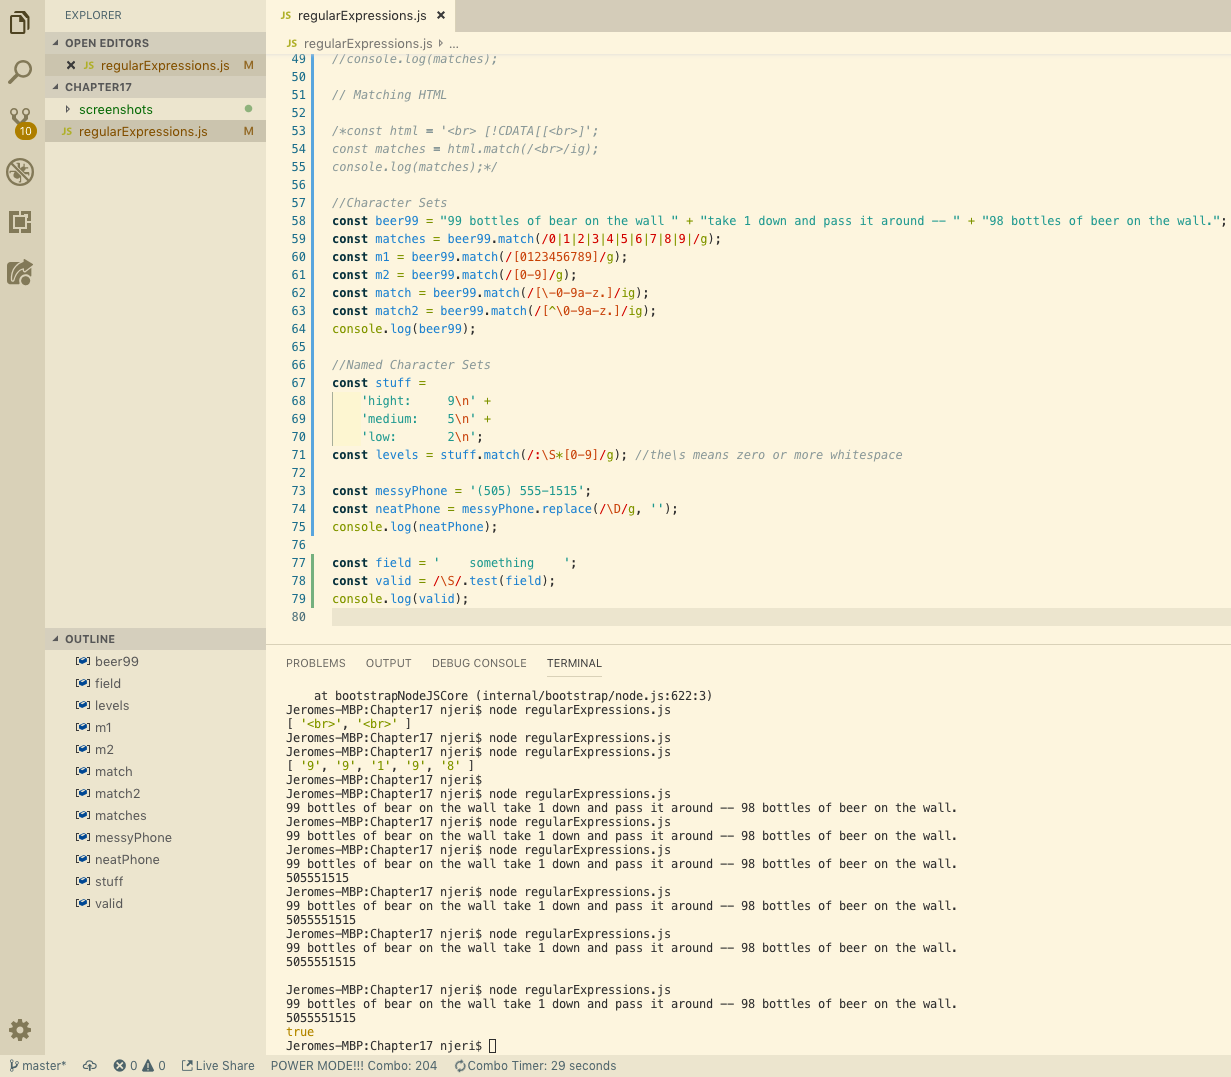 EXPLORER
OPEN EDITORS
JS regularExpressions.js M
CHAPTER17
screenshots
JS regularExpressions.js M
10
OUTLINE
beer99
field
levels
m1
m2
match
match2
matches
messyPhone
neatPhone
stuff
valid
JS regularExpressions.js
JS regularExpressions.js ...
49 //console.log(matches);
50
51 // Matching HTML
52
53 /*const html = '<br> [!CDATA[[<br>]';
54 const matches = html.match(/<br>/ig);
55 console.log(matches);*/
56
57 //Character Sets
58 const beer99 = "99 bottles of bear on the wall " + "take 1 down and pass it around -- " + "98 bottles of beer on the wall.";
59 const matches = beer99.match(/0|1|2|3|4|5|6|7|8|9|/g);
60 const m1 = beer99.match(/[0123456789]/g);
61 const m2 = beer99.match(/[0-9]/g);
62 const match = beer99.match(/[\-0-9a-z.]/ig);
63 const match2 = beer99.match(/[^\0-9a-z.]/ig);
64 console.log(beer99);
65
66 //Named Character Sets
67 const stuff =
68 'hight:     9\n' +
69 'medium:    5\n' +
70 'low:       2\n';
71 const levels = stuff.match(/:\S*[0-9]/g); //the\s means zero or more whitespace
72
73 const messyPhone = '(505) 555-1515';
74 const neatPhone = messyPhone.replace(/\D/g, '');
75 console.log(neatPhone);
76
77 const field = '    something    ';
78 const valid = /\S/.test(field);
79 console.log(valid);
80
PROBLEMS OUTPUT DEBUG CONSOLE TERMINAL
at bootstrapNodeJSCore (internal/bootstrap/node.js:622:3)
Jeromes-MBP:Chapter17 njeri$ node regularExpressions.js
[ '<br>', '<br>' ]
Jeromes-MBP:Chapter17 njeri$ node regularExpressions.js
Jeromes-MBP:Chapter17 njeri$ node regularExpressions.js
[ '9', '9', '1', '9', '8' ]
Jeromes-MBP:Chapter17 njeri$
Jeromes-MBP:Chapter17 njeri$ node regularExpressions.js
99 bottles of bear on the wall take 1 down and pass it around -- 98 bottles of beer on the wall.
Jeromes-MBP:Chapter17 njeri$ node regularExpressions.js
99 bottles of bear on the wall take 1 down and pass it around -- 98 bottles of beer on the wall.
Jeromes-MBP:Chapter17 njeri$ node regularExpressions.js
99 bottles of bear on the wall take 1 down and pass it around -- 98 bottles of beer on the wall.
505551515
Jeromes-MBP:Chapter17 njeri$ node regularExpressions.js
99 bottles of bear on the wall take 1 down and pass it around -- 98 bottles of beer on the wall.
5055551515
Jeromes-MBP:Chapter17 njeri$ node regularExpressions.js
99 bottles of bear on the wall take 1 down and pass it around -- 98 bottles of beer on the wall.
5055551515
Jeromes-MBP:Chapter17 njeri$ node regularExpressions.js
99 bottles of bear on the wall take 1 down and pass it around -- 98 bottles of beer on the wall.
5055551515
true
Jeromes-MBP:Chapter17 njeri$
master* 0 0 Live Share POWER MODE!!! Combo: 204 Combo Timer: 29 seconds